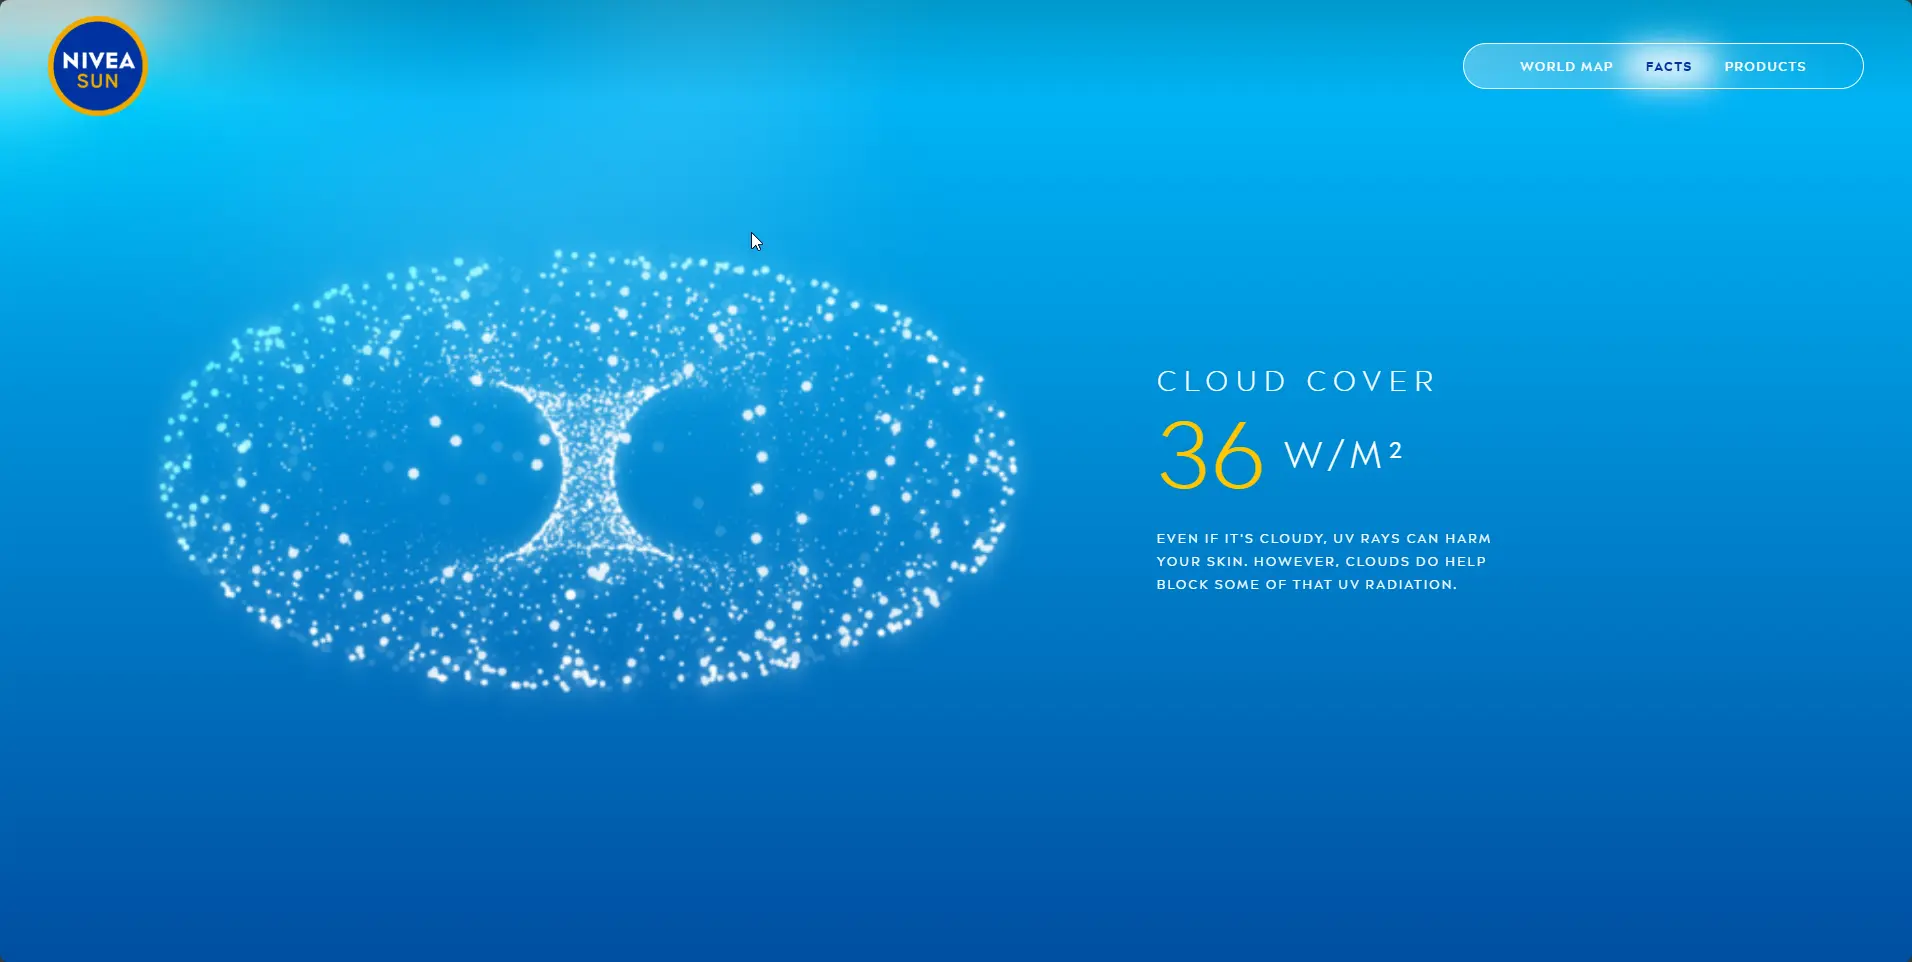 NIVEA
SUN
WORLD MAP
FACTS
PRODUCTS
CLOUD COVER
36 W/M²
EVEN IF IT'S CLOUDY, UV RAYS CAN HARM
YOUR SKIN. HOWEVER, CLOUDS DO HELP
BLOCK SOME OF THAT UV RADIATION.